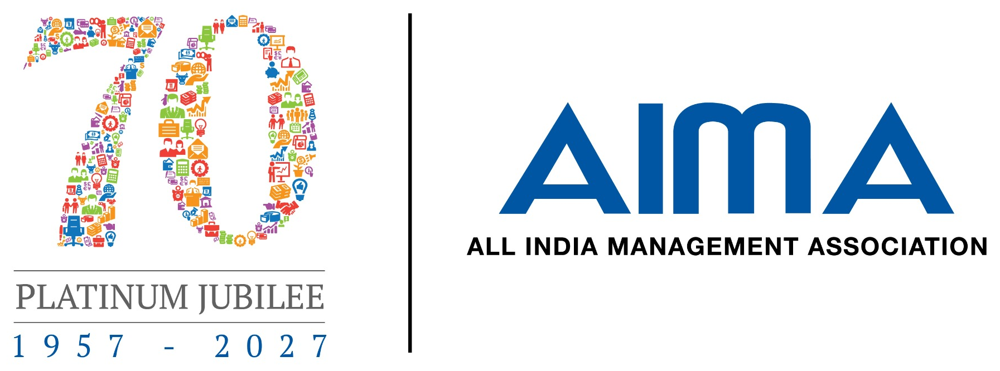 70
PLATINUM JUBILEE
1957 - 2027
AIMA
ALL INDIA MANAGEMENT ASSOCIATION